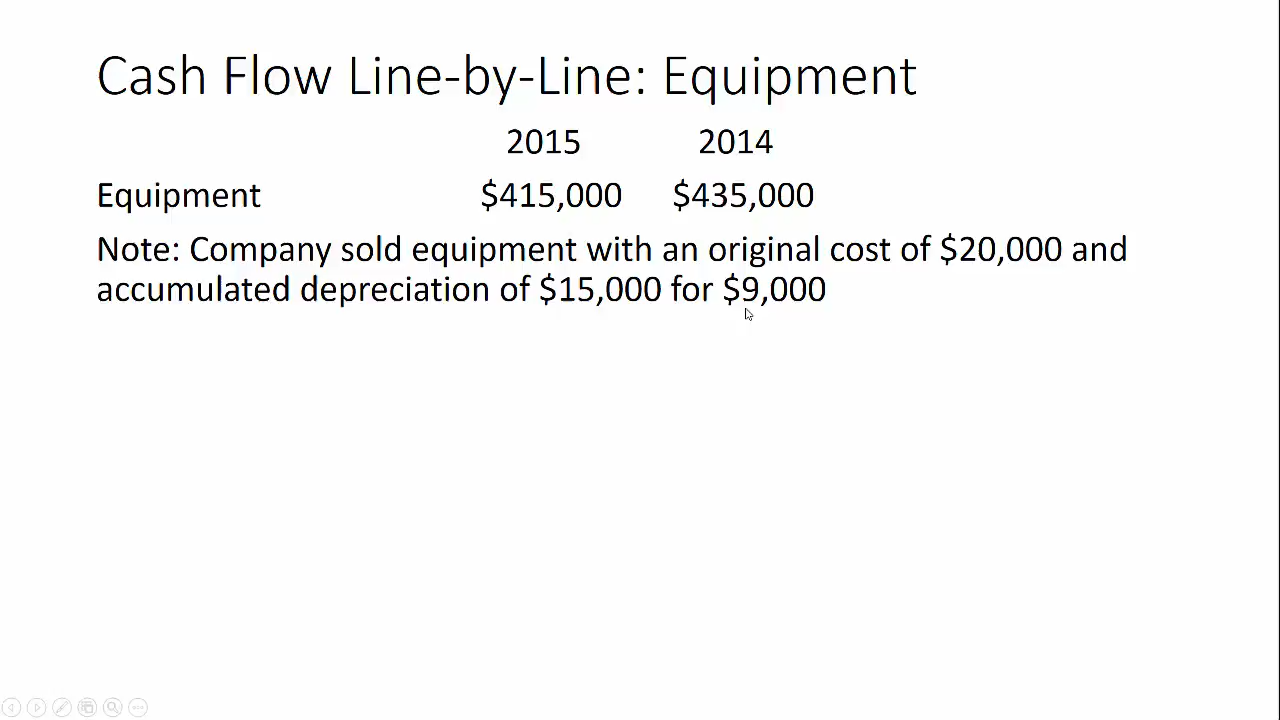 Cash Flow Line-by-Line: Equipment
2015 2014
Equipment $415,000 $435,000
Note: Company sold equipment with an original cost of $20,000 and
accumulated depreciation of $15,000 for $9,000